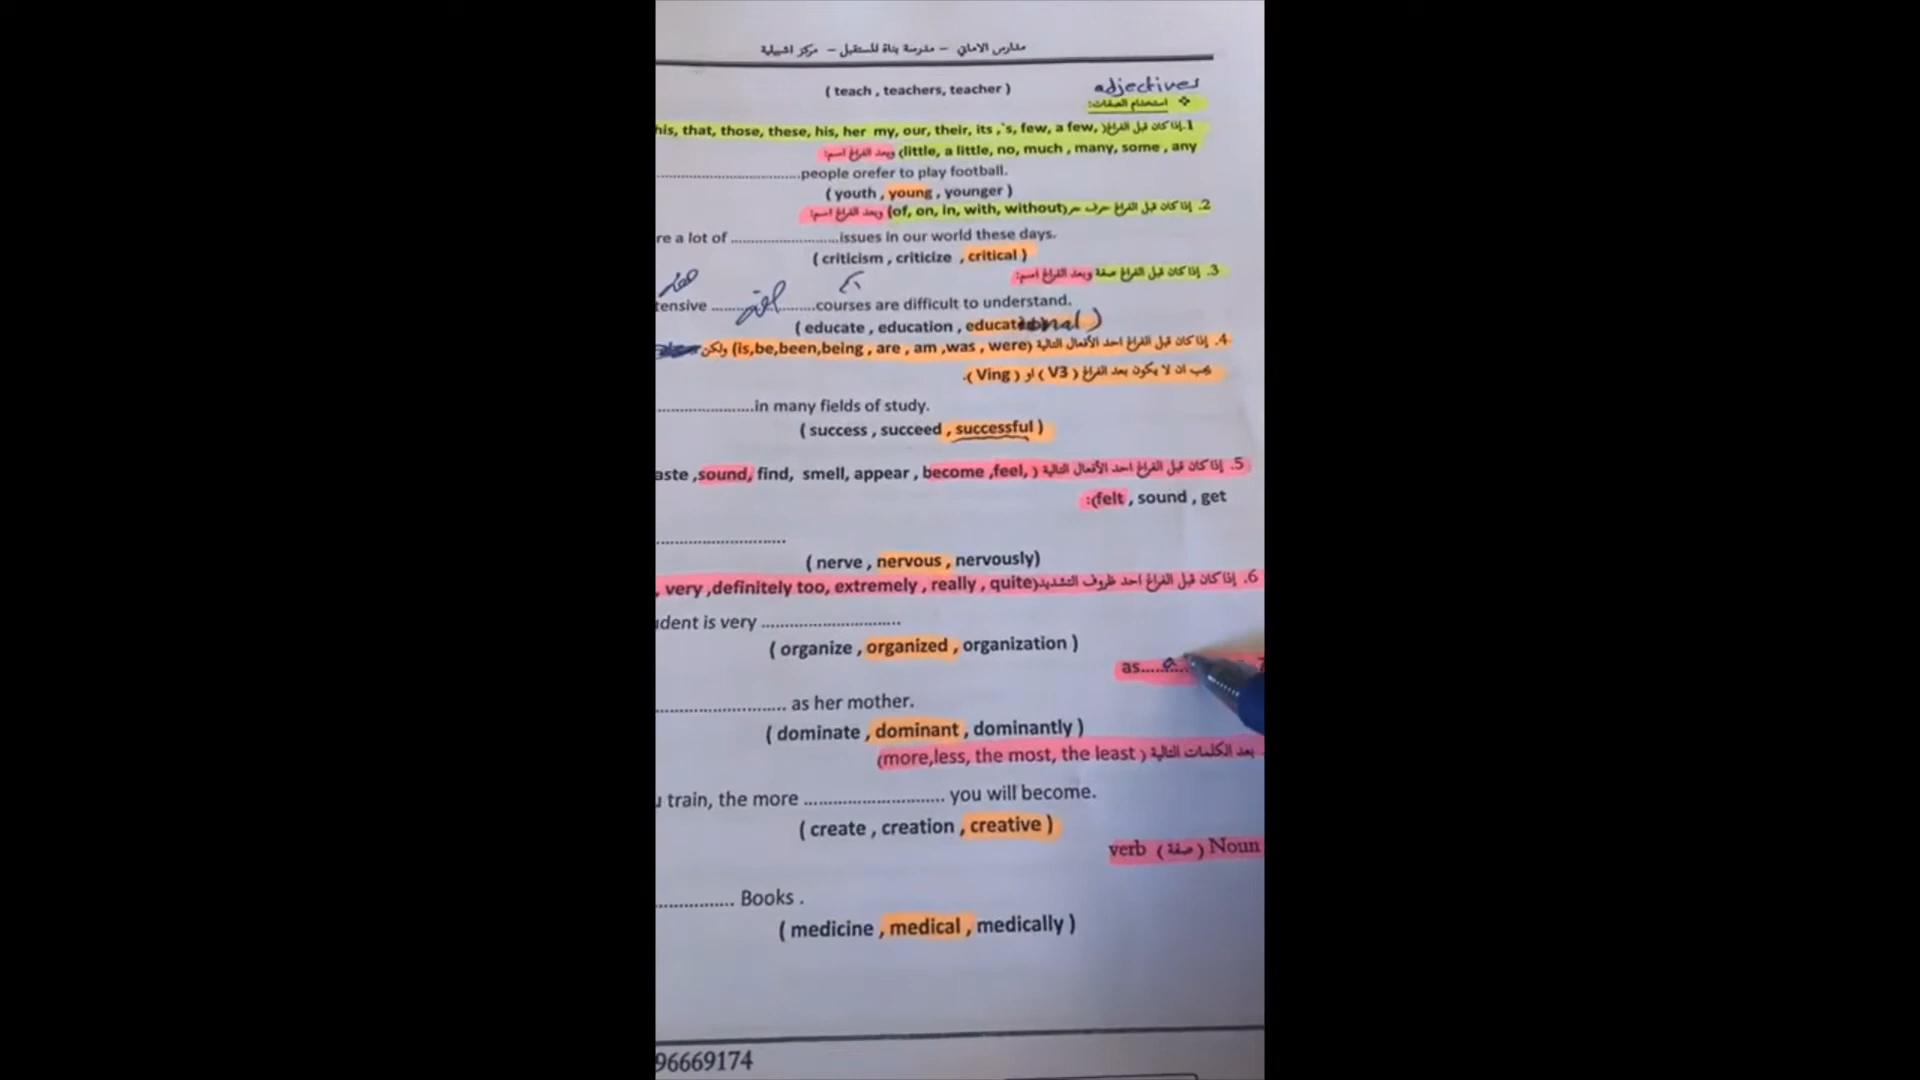 مدارس الاماني - مدرسة بناة المستقبل - مركز اشبيلية
( teach , teachers, teacher )
adjectives
❖ استخدام الصفات:
1. إذا كان قبل الفراغ( his, that, those, these, his, her my, our, their, its ,`s, few, a few,
little, a little, no, much , many, some , any) وبعد الفراغ اسم:
..............................people orefer to play football.
( youth , young , younger )
2. إذا كان قبل الفراغ حرف جر(of, on, in, with, without) وبعد الفراغ اسم:
re a lot of ..............................issues in our world these days.
( criticism , criticize , critical )
3. إذا كان قبل الفراغ صفة وبعد الفراغ اسم:
tensive ..............................courses are difficult to understand.
( educate , education , educational )
4. إذا كان قبل الفراغ احد الأفعال التالية (is,be,been,being , are , am ,was , were) ولكن
يجب ان لا يكون بعد الفراغ ( V3 ) او ( Ving ).
....................in many fields of study.
( success , succeed , successful )
5. إذا كان قبل الفراغ احد الأفعال التالية ( aste ,sound, find, smell, appear , become ,feel,
felt , sound , get):
..............................
( nerve , nervous , nervously)
6. إذا كان قبل الفراغ احد ظروف التشديد(, very ,definitely too, extremely , really , quite)
dent is very ..............................
( organize , organized , organization )
as..........
.............................. as her mother.
( dominate , dominant , dominantly )
بعد الكلمات التالية ( more,less, the most, the least)
train, the more .............................. you will become.
( create , creation , creative )
verb ( صفة ) Noun
................ Books .
( medicine , medical , medically )
96669174